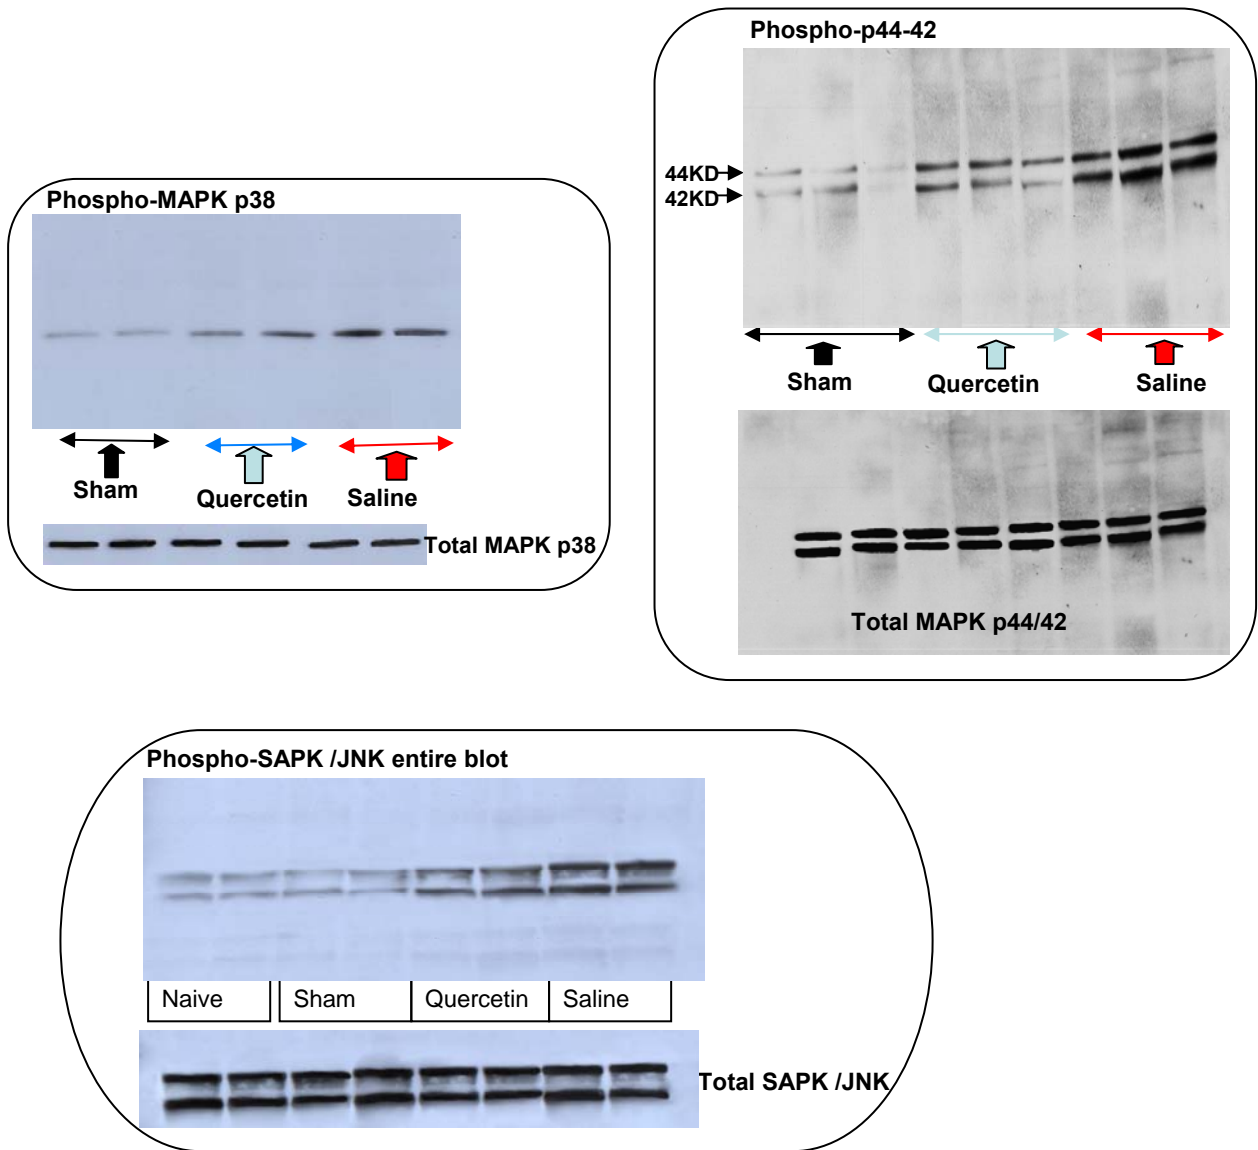 Phospho-MAPK p38
Sham
Quercetin
Saline
Total MAPK p38
Phospho-p44-42
44KD
42KD
Sham
Quercetin
Saline
Total MAPK p44/42
Phospho-SAPK /JNK entire blot
Naive
Sham
Quercetin
Saline
Total SAPK /JNK